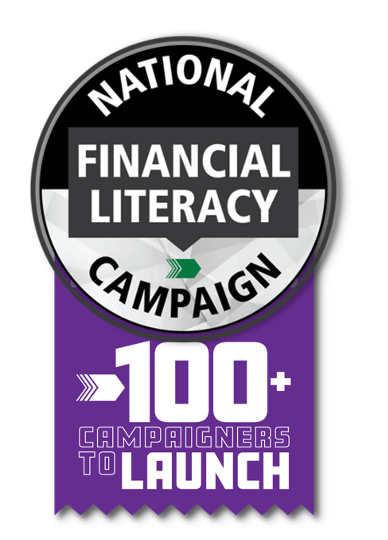 NATIONAL
FINANCIAL
LITERACY
CAMPAIGN
100+
CAMPAIGNERS
TO LAUNCH